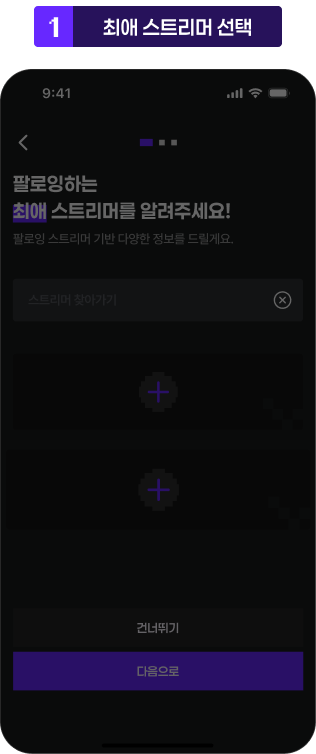 1 최애 스트리머 선택
9:41
팔로잉하는
최애 스트리머를 알려주세요!
팔로잉 스트리머 기반 다양한 정보를 드릴게요.
스트리머 찾아가기
건너뛰기
다음으로